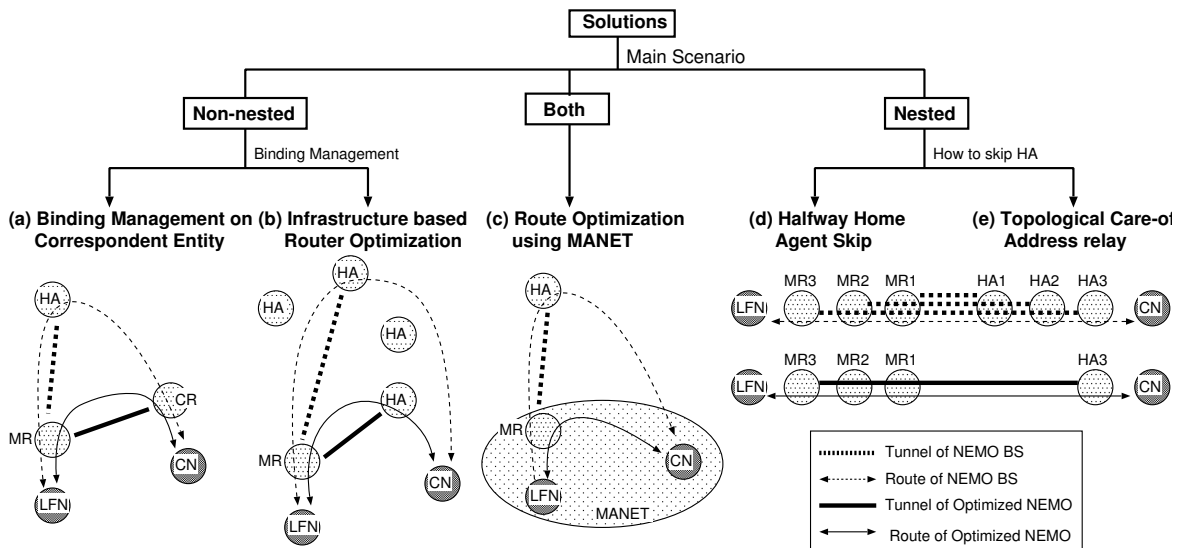 Solutions
Main Scenario
Non-nested
Both
Nested
Binding Management
How to skip HA
(a) Binding Management on
Correspondent Entity
(b) Infrastructure based
Router Optimization
(c) Route Optimization
using MANET
(d) Halfway Home
Agent Skip
(e) Topological Care-of
Address relay
HA
CR
MR
CN
LFN
HA
HA
HA
HA
MR
CN
LFN
HA
MR
CN
LFN
MANET
MR3 MR2 MR1 HA1 HA2 HA3
LFN CN
MR3 MR2 MR1 HA3
LFN CN
Tunnel of NEMO BS
Route of NEMO BS
Tunnel of Optimized NEMO
Route of Optimized NEMO